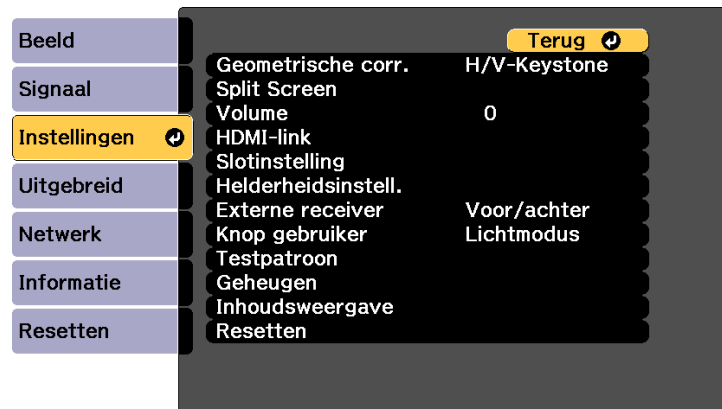 Beeld
Signaal
Instellingen
Uitgebreid
Netwerk
Informatie
Resetten
Terug
Geometrische corr. H/V-Keystone
Split Screen
Volume 0
HDMI-link
Slotinstelling
Helderheidsinstell.
Externe receiver Voor/achter
Knop gebruiker Lichtmodus
Testpatroon
Geheugen
Inhoudsweergave
Resetten